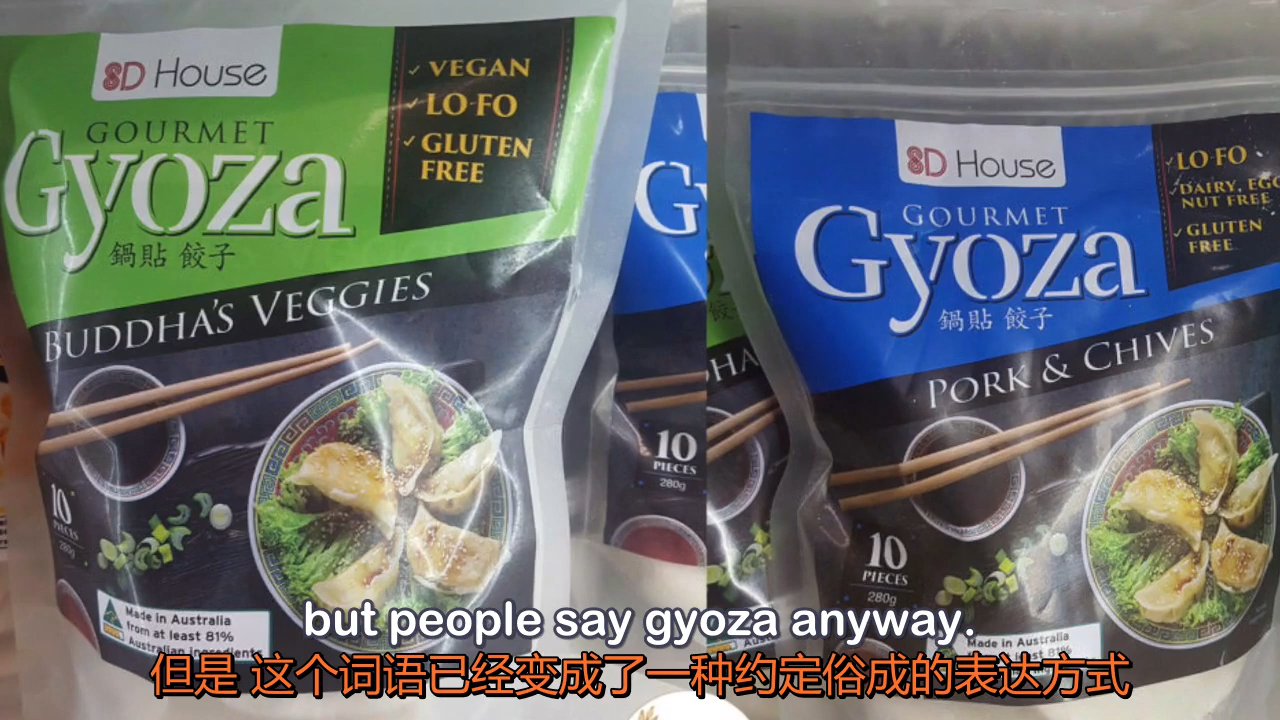 8D House
GOURMET
Gyoza
鍋貼 餃子
BUDDHA'S VEGGIES
VEGAN
LO-FO
GLUTEN
FREE
10
PIECES
280g
Made in Australia
from at least 81%
Australian ingredients
10
PIECES
280g
8D House
GOURMET
Gyoza
鍋貼 餃子
PORK & CHIVES
LO-FO
DAIRY, EGG
NUT FREE
GLUTEN
FREE
10
PIECES
280g
Made in Australia
but people say gyoza anyway.
但是 这个词语已经变成了一种约定俗成的表达方式